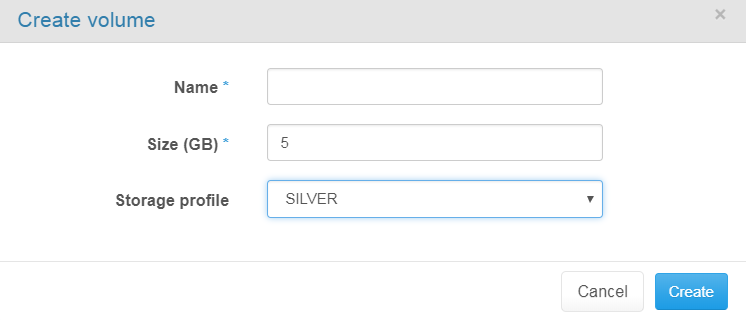 Create volume ×
Name *
Size (GB) * 5
Storage profile SILVER ▼
Cancel Create